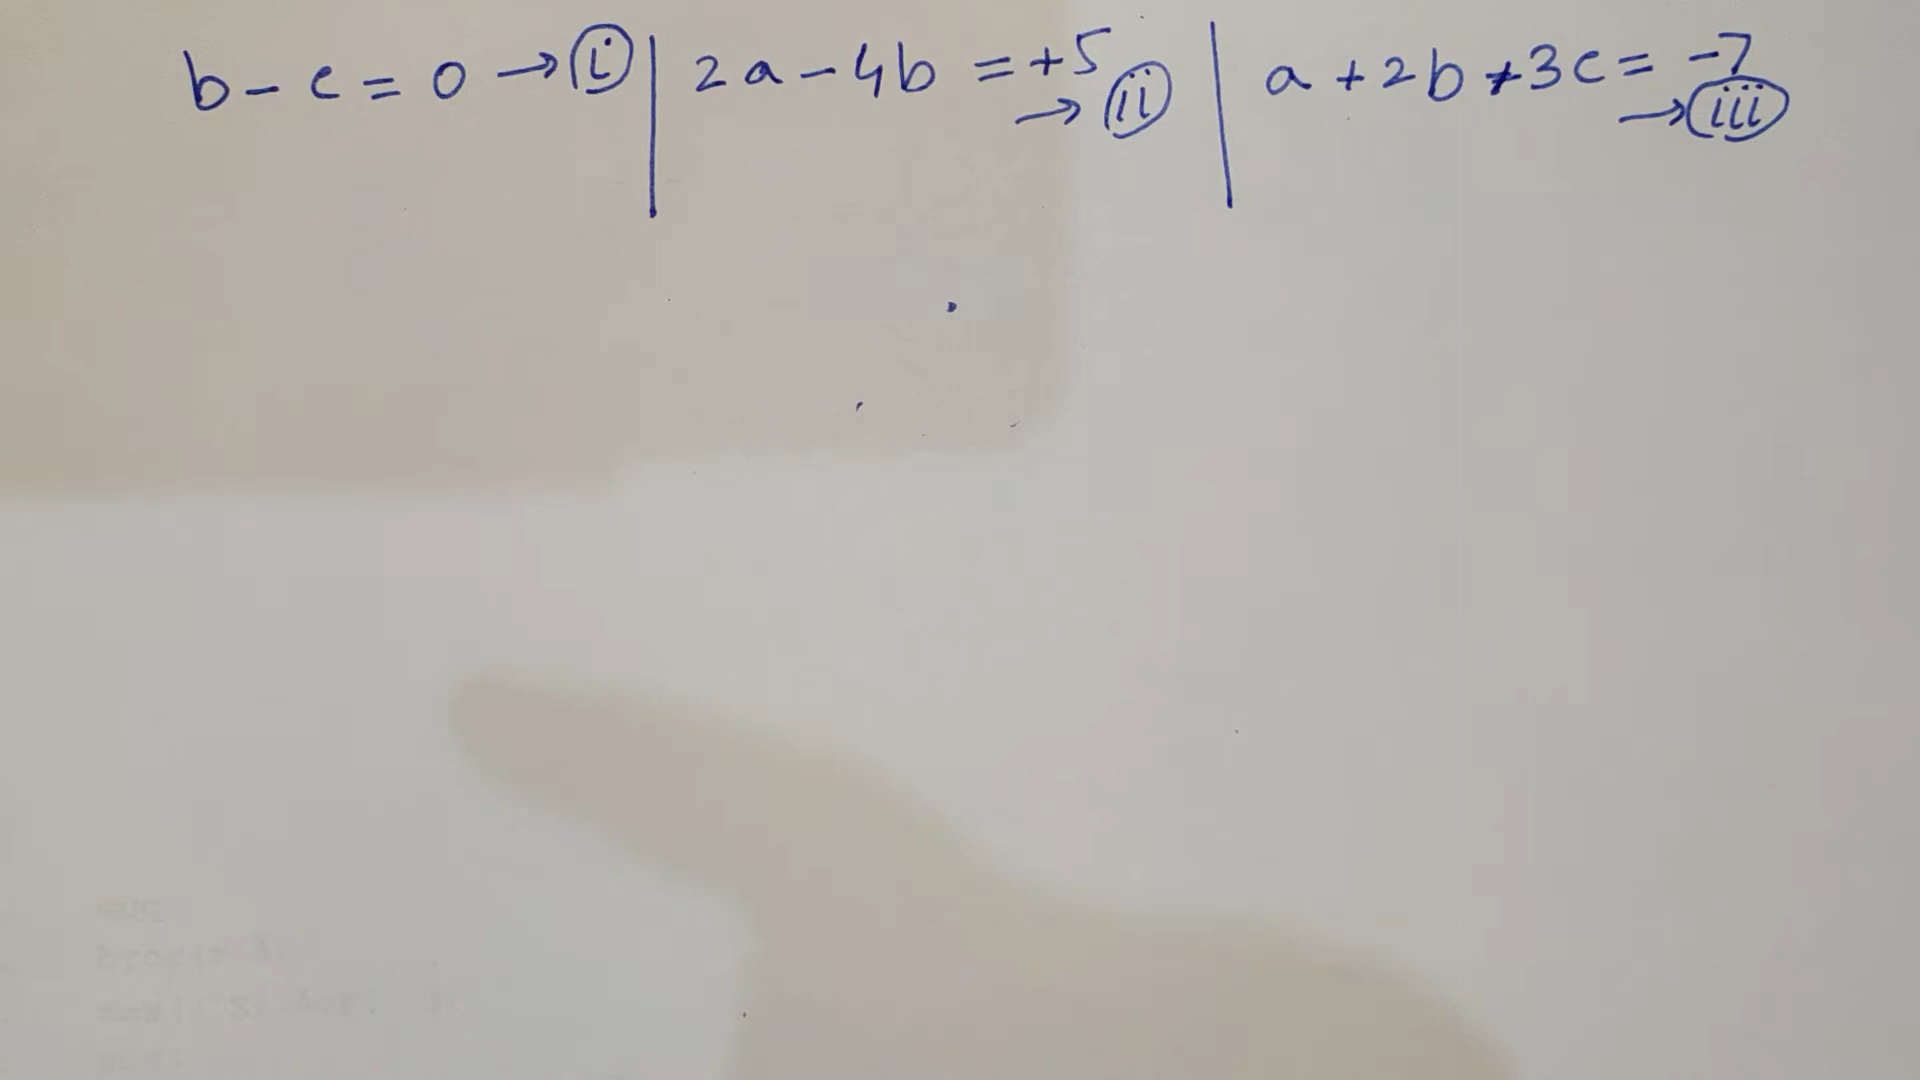 b - c = 0 → (i) | 2a - 4b = +5 → (ii) | a + 2b + 3c = -7 → (iii)